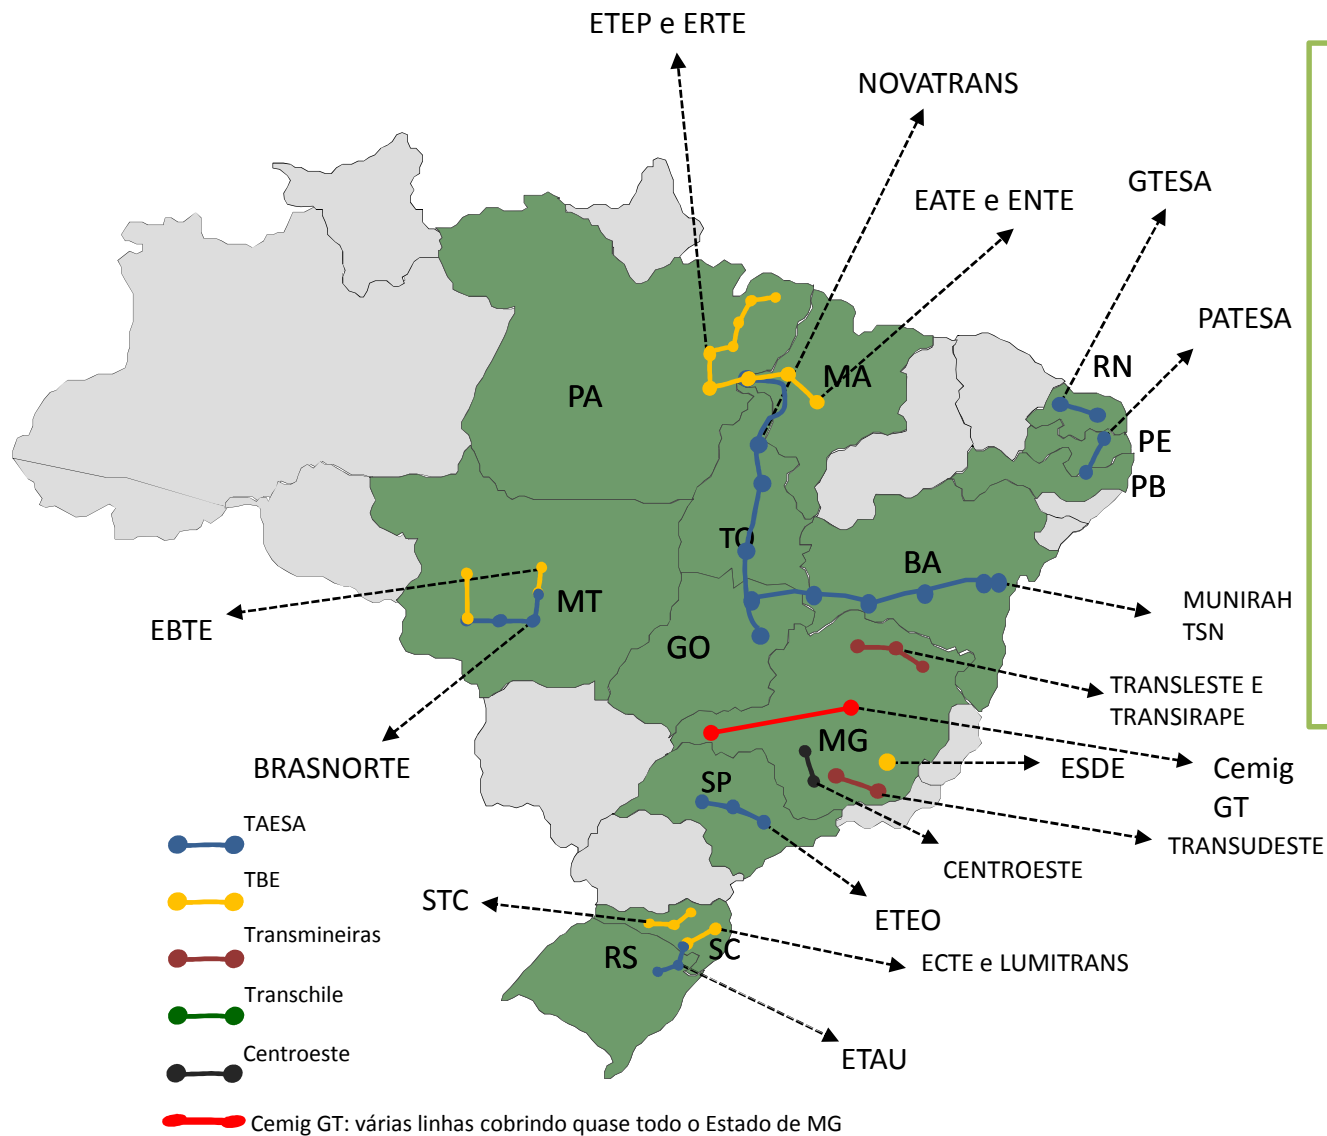 ETEP e ERTE
NOVATRANS
GTESA
EATE e ENTE
PATESA
RN
MA
PA
PE
PB
TO
BA
MT
MUNIRAH
TSN
EBTE
GO
TRANSLESTE E
TRANSIRAPE
MG
BRASNORTE
ESDE
Cemig
GT
SP
TAESA
TRANSUDESTE
CENTROESTE
TBE
STC
ETEO
Transmineiras
SC
RS
ECTE e LUMITRANS
Transchile
ETAU
Centroeste
Cemig GT: várias linhas cobrindo quase todo o Estado de MG